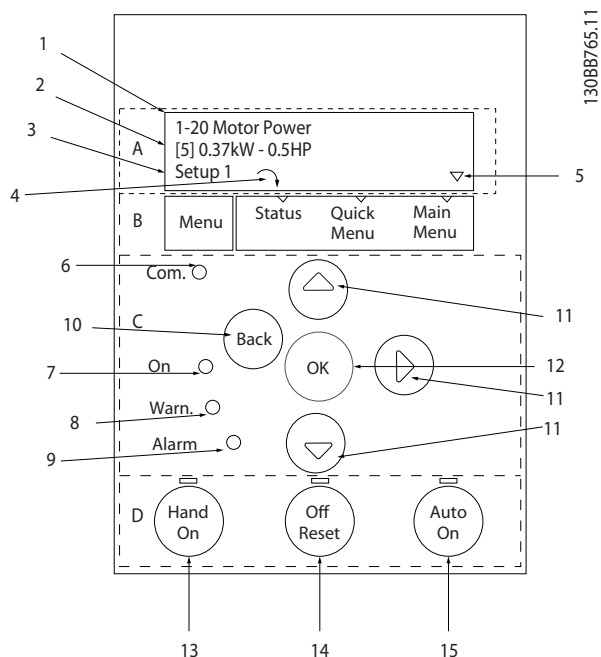 130BB765.11
1
2
3
4
5
A
1-20 Motor Power
[5] 0.37kW - 0.5HP
Setup 1
B
Menu
Status
Quick
Menu
Main
Menu
6
Com.
11
10
C
Back
7
On
OK
12
11
8
Warn.
11
9
Alarm
D
Hand
On
Off
Reset
Auto
On
13
14
15